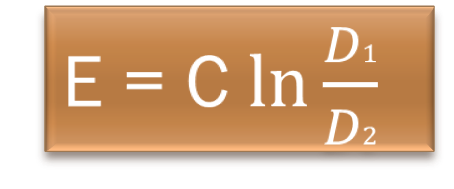 E = C ln D₁/D₂